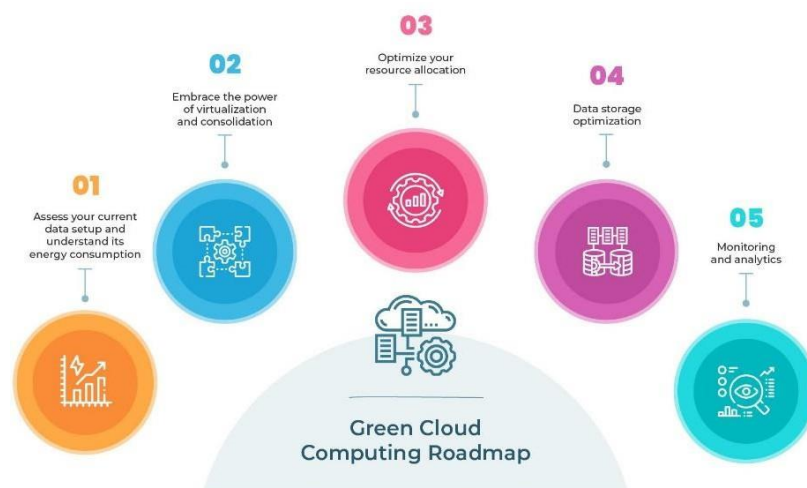 01
Assess your current
data setup and
understand its
energy consumption
02
Embrace the power
of virtualization
and consolidation
03
Optimize your
resource allocation
04
Data storage
optimization
05
Monitoring
and analytics
Green Cloud
Computing Roadmap